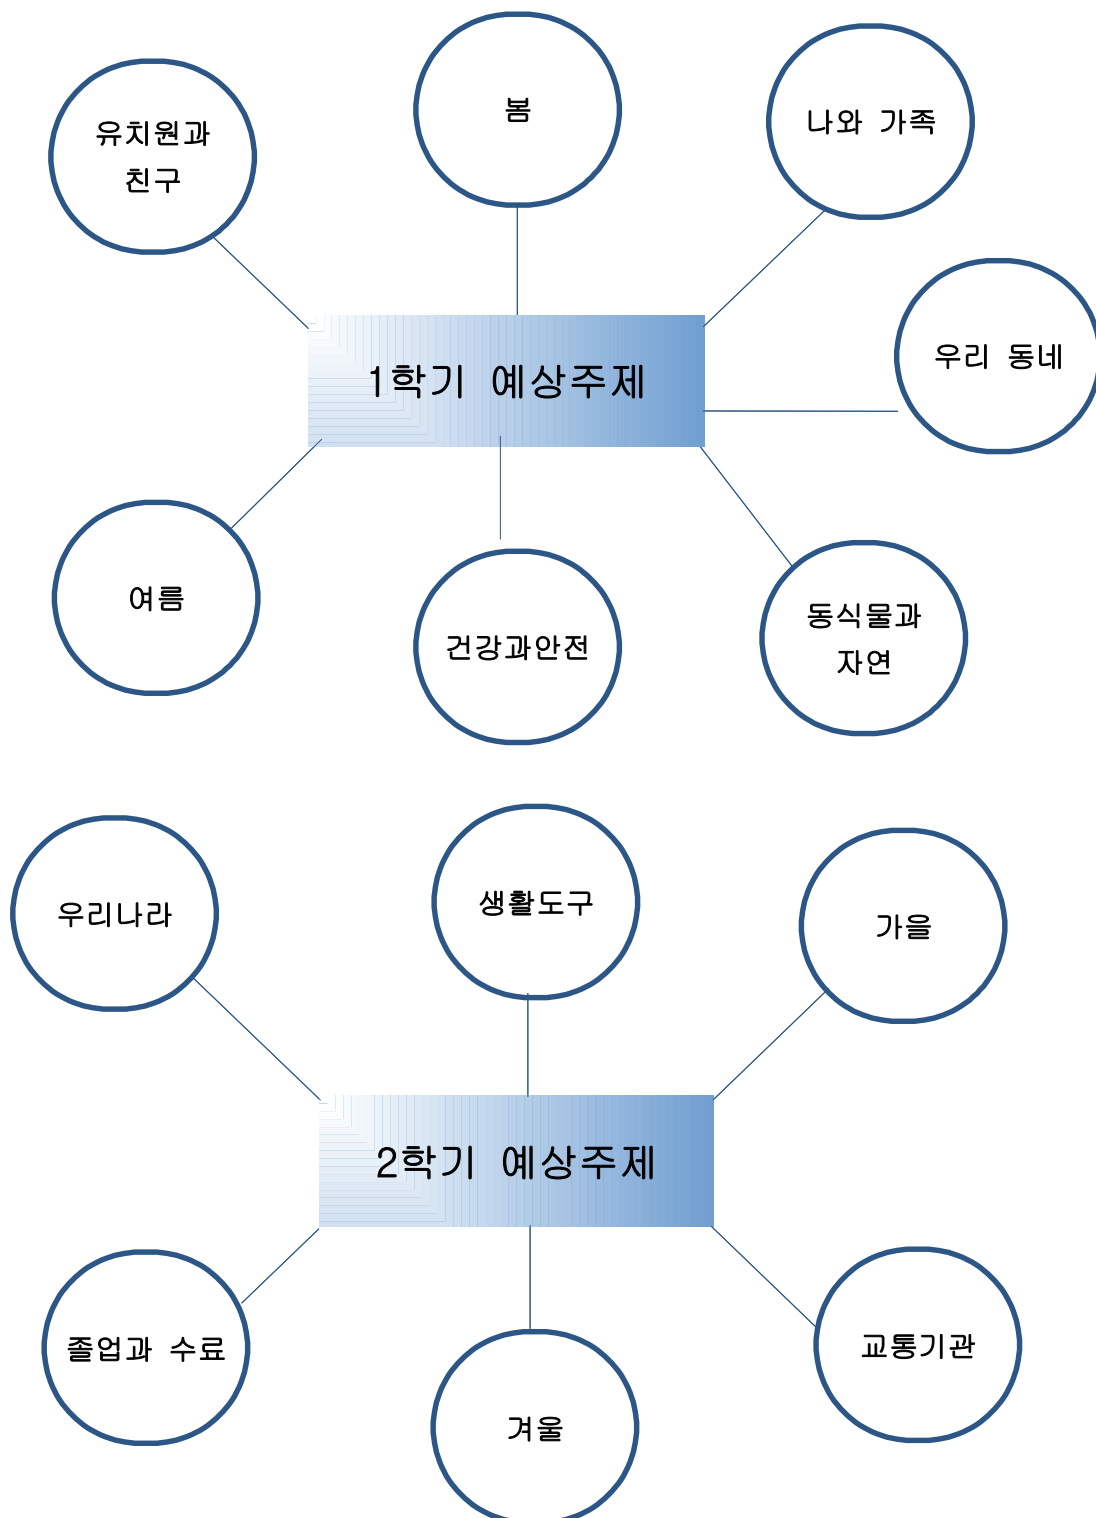 봄
나와 가족
유치원과
친구
우리 동네
1학기 예상주제
여름
건강과안전
동식물과
자연
우리나라
생활도구
가을
2학기 예상주제
졸업과 수료
겨울
교통기관